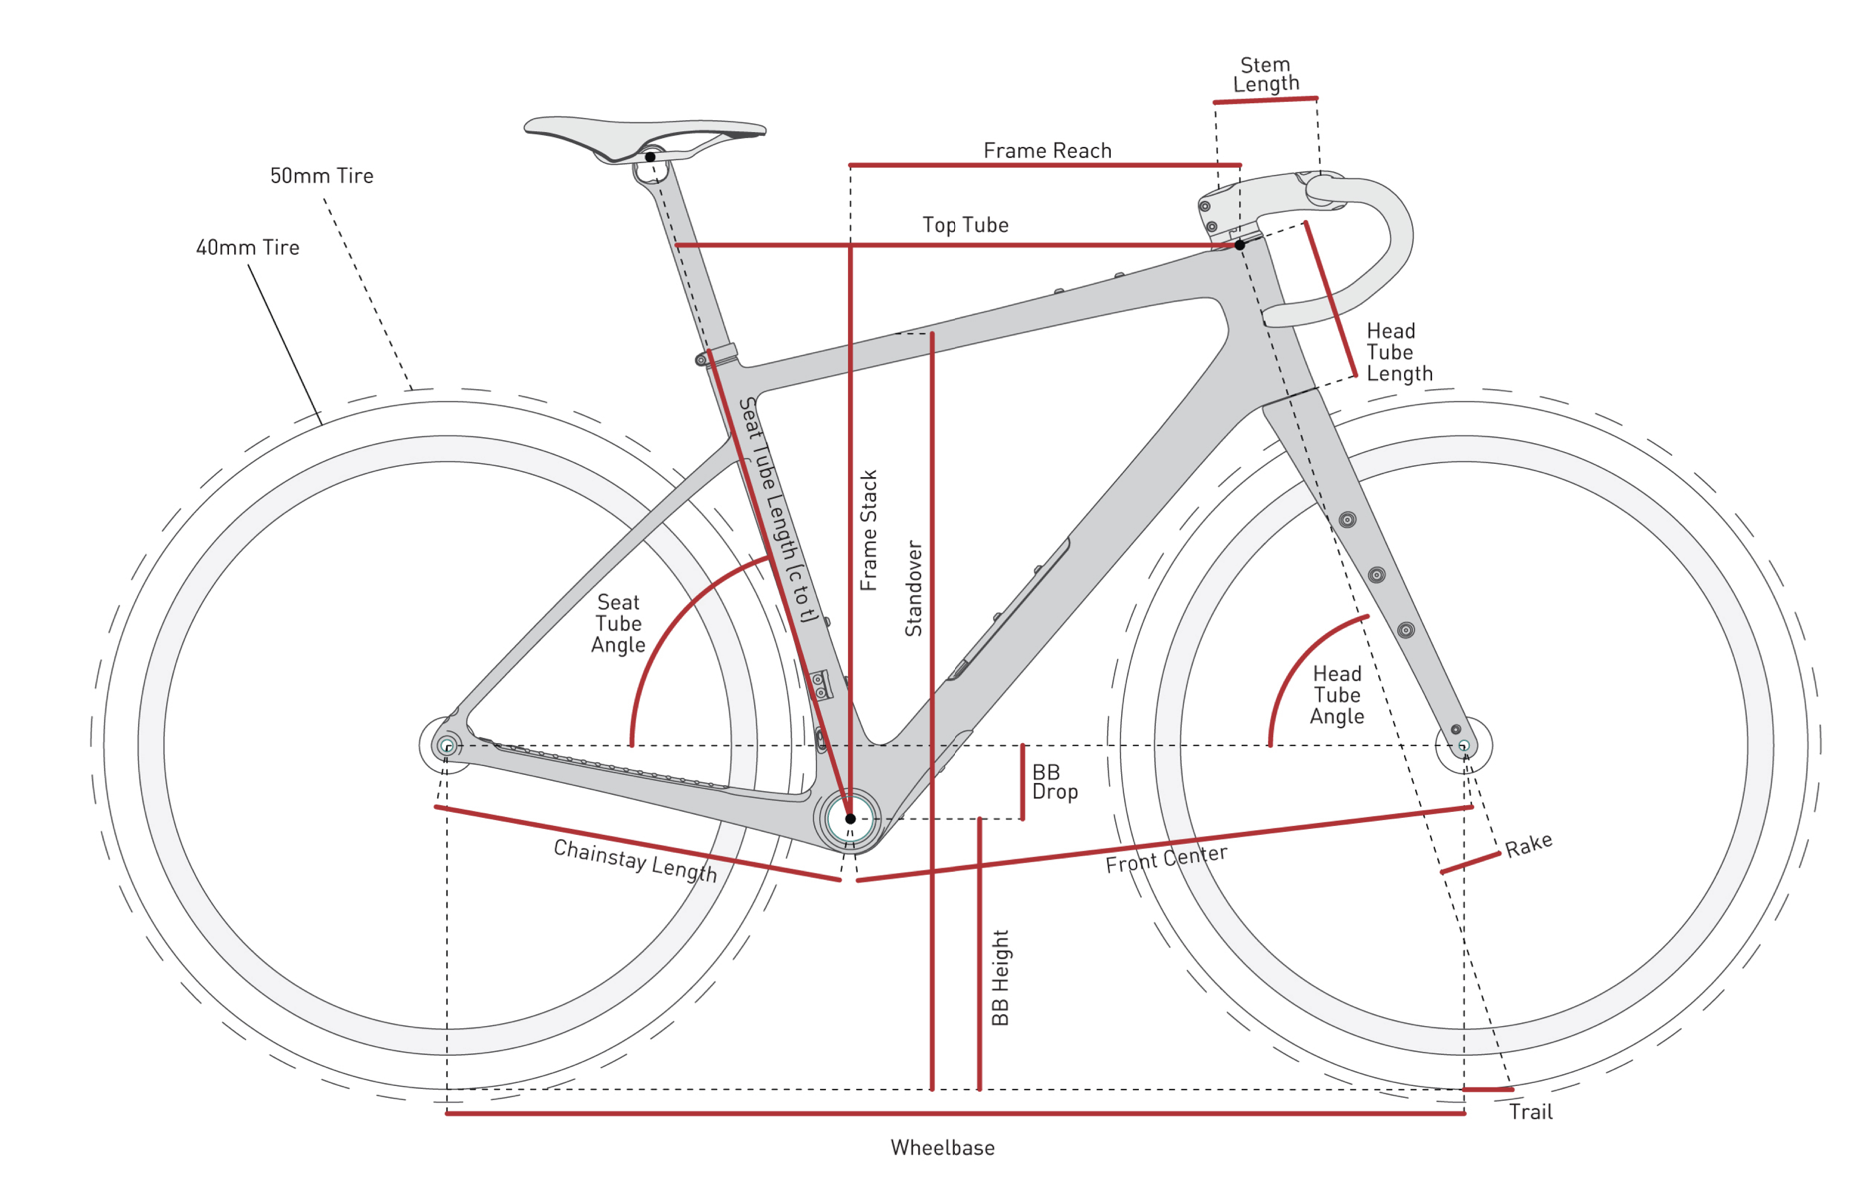 Stem
Length
Frame Reach
50mm Tire
Top Tube
40mm Tire
Head
Tube
Length
Seat Tube Length (c to t)
Frame Stack
Standover
Seat
Tube
Angle
Head
Tube
Angle
BB
Drop
Rake
Chainstay Length
Front Center
BB Height
Trail
Wheelbase